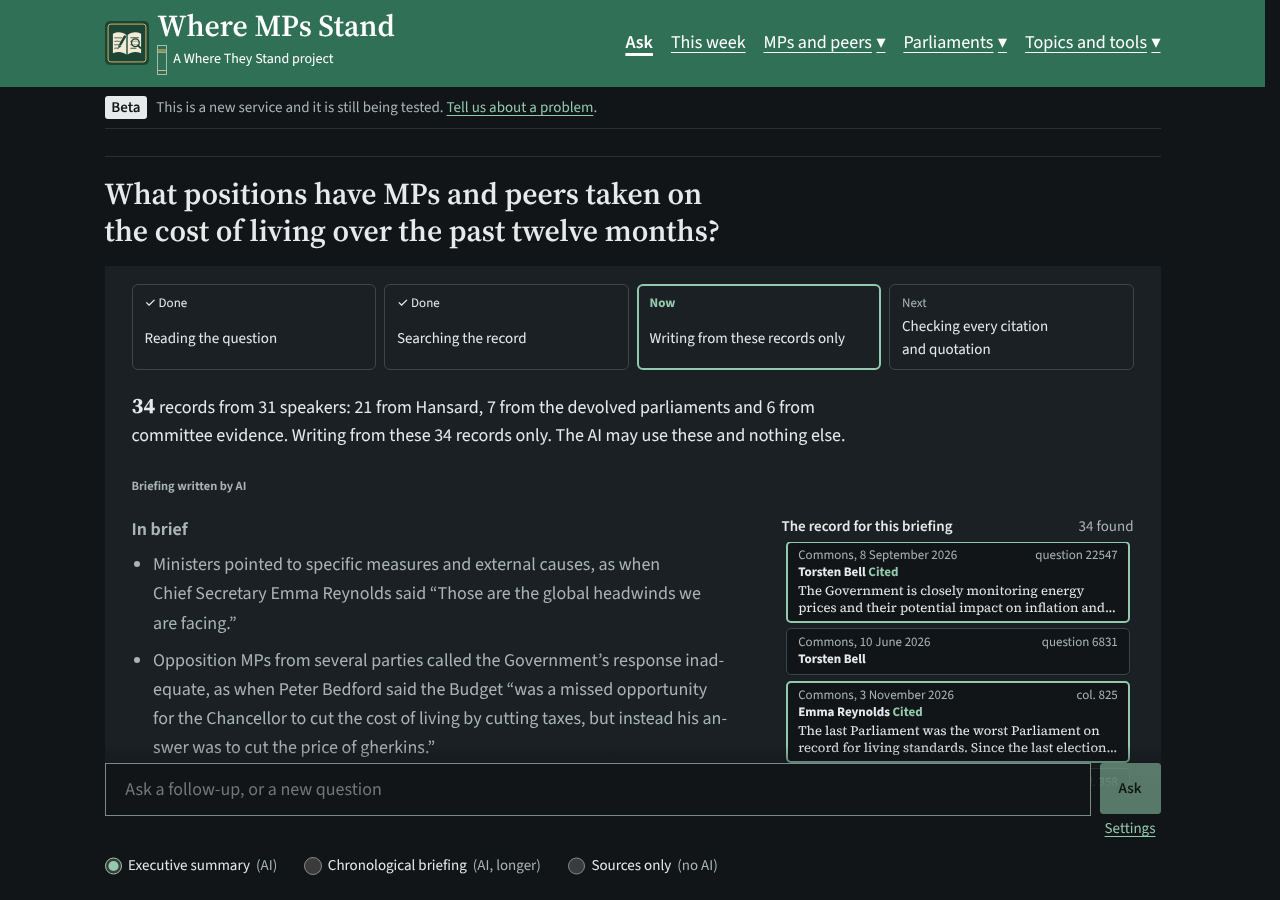 Where MPs Stand
A Where They Stand project
Ask This week MPs and peers ▾ Parliaments ▾ Topics and tools ▾
Beta This is a new service and it is still being tested. Tell us about a problem.
What positions have MPs and peers taken on
the cost of living over the past twelve months?
✓ Done
Reading the question
✓ Done
Searching the record
Now
Writing from these records only
Next
Checking every citation
and quotation
34 records from 31 speakers: 21 from Hansard, 7 from the devolved parliaments and 6 from
committee evidence. Writing from these 34 records only. The AI may use these and nothing else.
Briefing written by AI
In brief
• Ministers pointed to specific measures and external causes, as when
Chief Secretary Emma Reynolds said “Those are the global headwinds we
are facing.”
• Opposition MPs from several parties called the Government’s response inad-
equate, as when Peter Bedford said the Budget “was a missed opportunity
for the Chancellor to cut the cost of living by cutting taxes, but instead his an-
swer was to cut the price of gherkins.”
The record for this briefing 34 found
Commons, 8 September 2026 question 22547
Torsten Bell Cited
The Government is closely monitoring energy
prices and their potential impact on inflation and…
Commons, 10 June 2026 question 6831
Torsten Bell
Commons, 3 November 2026 col. 825
Emma Reynolds Cited
The last Parliament was the worst Parliament on
record for living standards. Since the last election…
Ask a follow-up, or a new question
Ask
Settings
Executive summary (AI) Chronological briefing (AI, longer) Sources only (no AI)